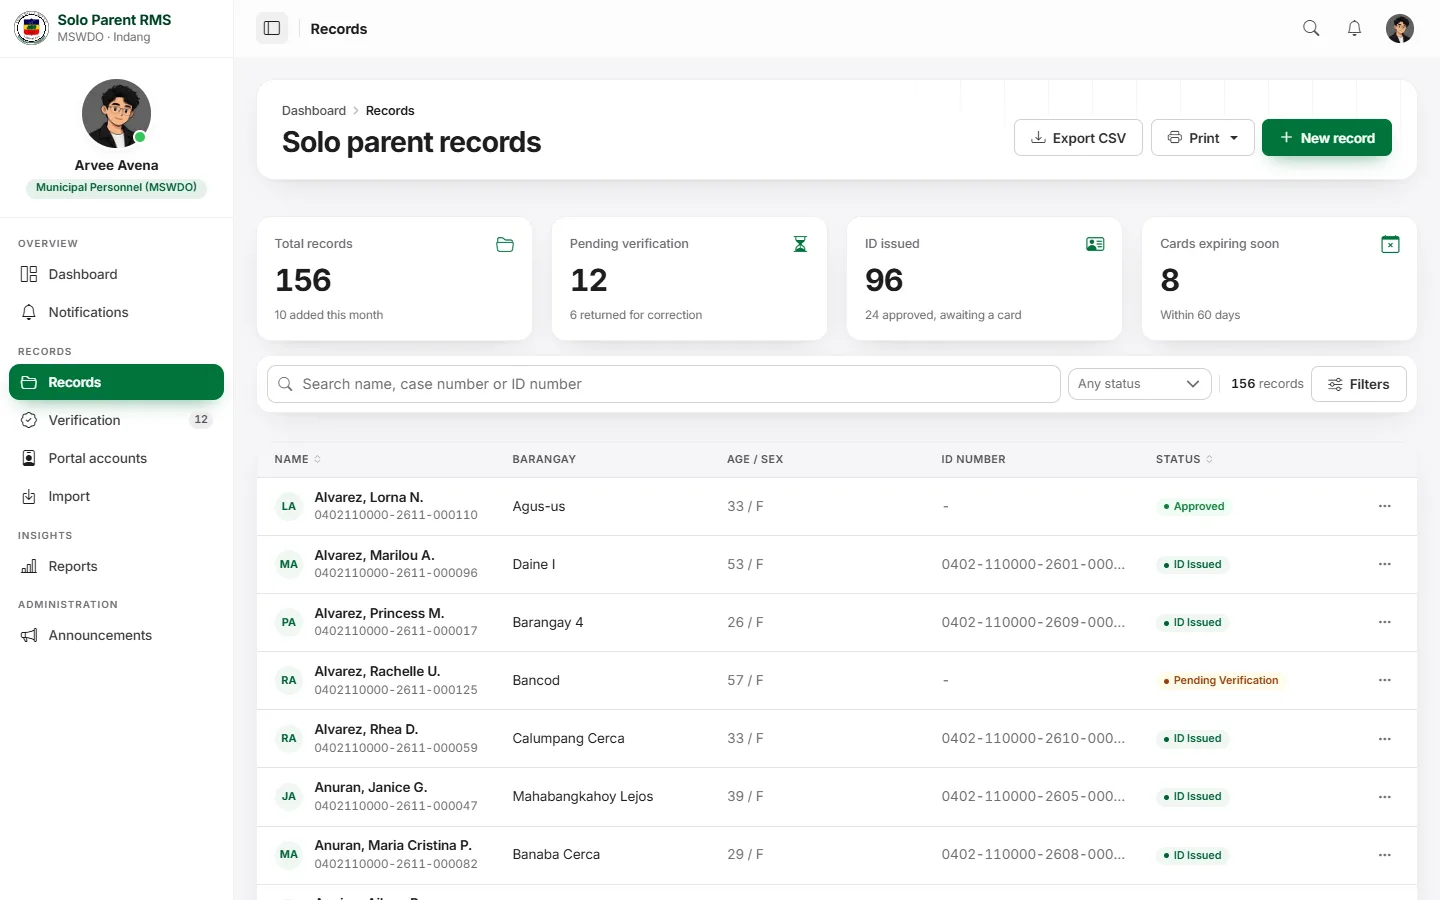 Solo Parent RMS
MSWDO · Indang
Records
Arvee Avena
Municipal Personnel (MSWDO)
OVERVIEW
Dashboard
Notifications
RECORDS
Records
Verification 12
Portal accounts
Import
INSIGHTS
Reports
ADMINISTRATION
Announcements
Dashboard > Records
Solo parent records
Export CSV
Print
New record
Total records
156
10 added this month
Pending verification
12
6 returned for correction
ID issued
96
24 approved, awaiting a card
Cards expiring soon
8
Within 60 days
Search name, case number or ID number
Any status
156 records
Filters
NAME BARANGAY AGE / SEX ID NUMBER STATUS
LA Alvarez, Lorna N. Agus-us 33 / F - Approved
0402110000-2611-000110
MA Alvarez, Marilou A. Daine I 53 / F 0402-110000-2601-000... ID Issued
0402110000-2611-000096
PA Alvarez, Princess M. Barangay 4 26 / F 0402-110000-2609-000... ID Issued
0402110000-2611-000017
RA Alvarez, Rachelle U. Bancod 57 / F - Pending Verification
0402110000-2611-000125
RA Alvarez, Rhea D. Calumpang Cerca 33 / F 0402-110000-2610-000... ID Issued
0402110000-2611-000059
JA Anuran, Janice G. Mahabangkahoy Lejos 39 / F 0402-110000-2605-000... ID Issued
0402110000-2611-000047
MA Anuran, Maria Cristina P. Banaba Cerca 29 / F 0402-110000-2608-000... ID Issued
0402110000-2611-000082